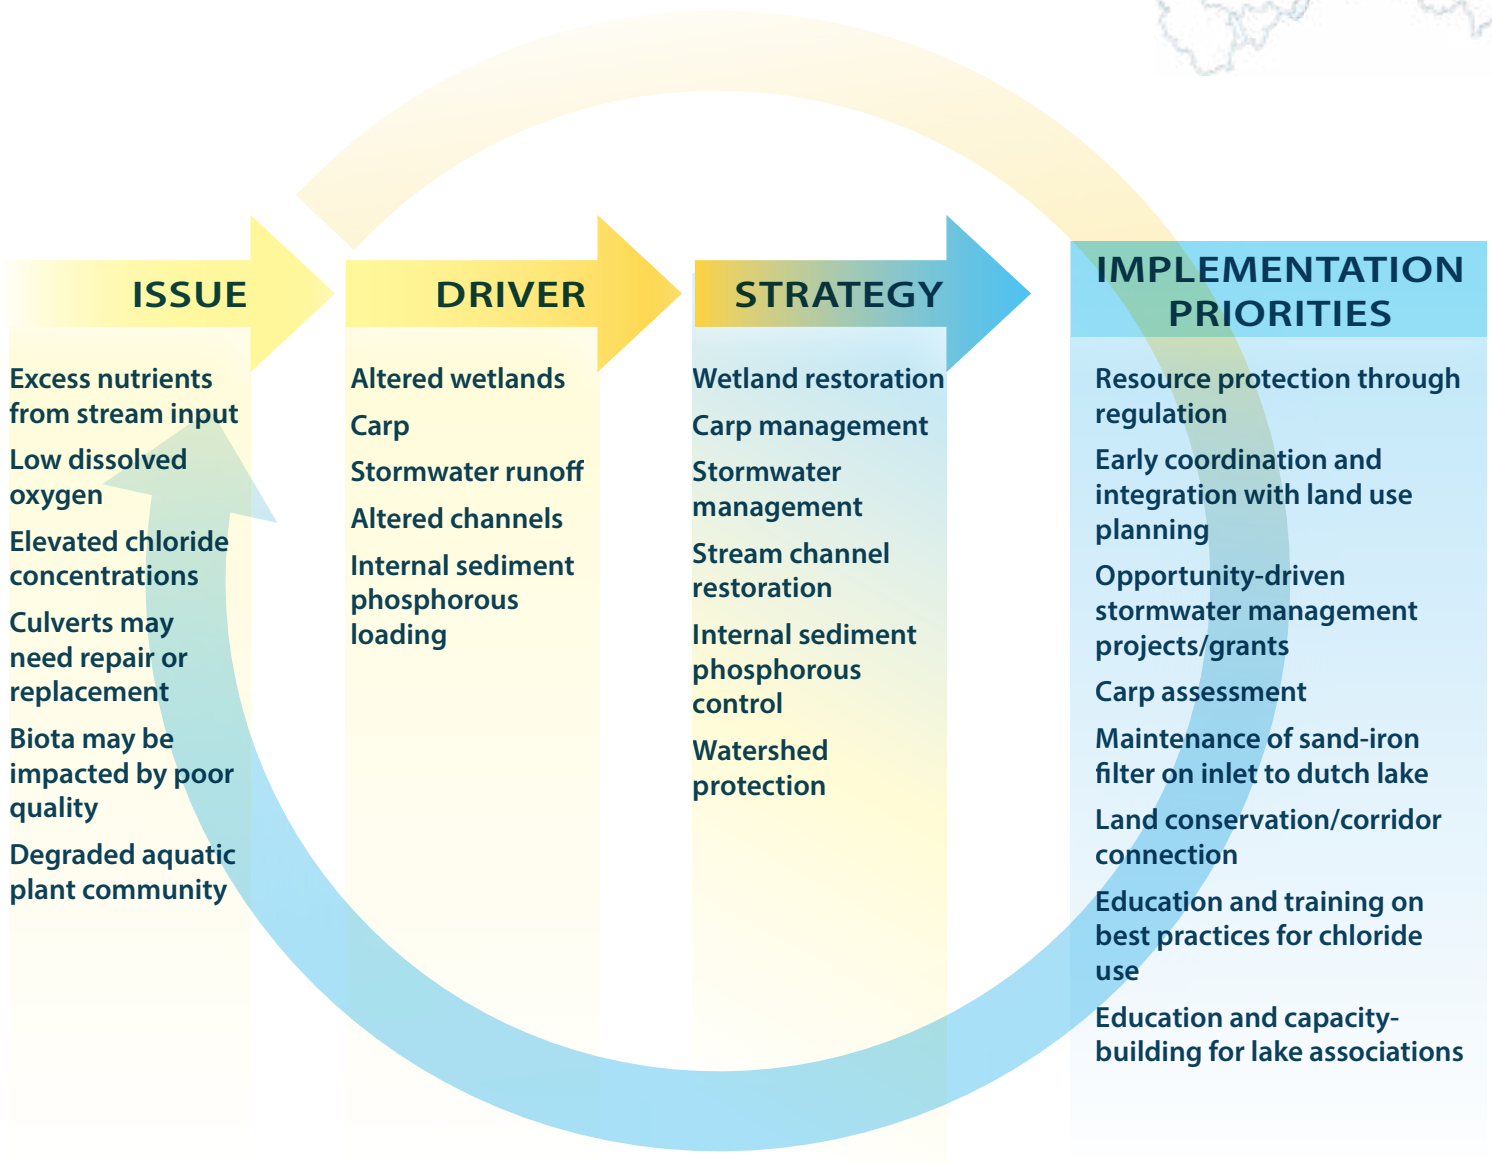 ISSUE
Excess nutrients
from stream input
Low dissolved
oxygen
Elevated chloride
concentrations
Culverts may
need repair or
replacement
Biota may be
impacted by poor
quality
Degraded aquatic
plant community
DRIVER
Altered wetlands
Carp
Stormwater runoff
Altered channels
Internal sediment
phosphorous
loading
STRATEGY
Wetland restoration
Carp management
Stormwater
management
Stream channel
restoration
Internal sediment
phosphorous
control
Watershed
protection
IMPLEMENTATION
PRIORITIES
Resource protection through
regulation
Early coordination and
integration with land use
planning
Opportunity-driven
stormwater management
projects/grants
Carp assessment
Maintenance of sand-iron
filter on inlet to dutch lake
Land conservation/corridor
connection
Education and training on
best practices for chloride
use
Education and capacity-
building for lake associations